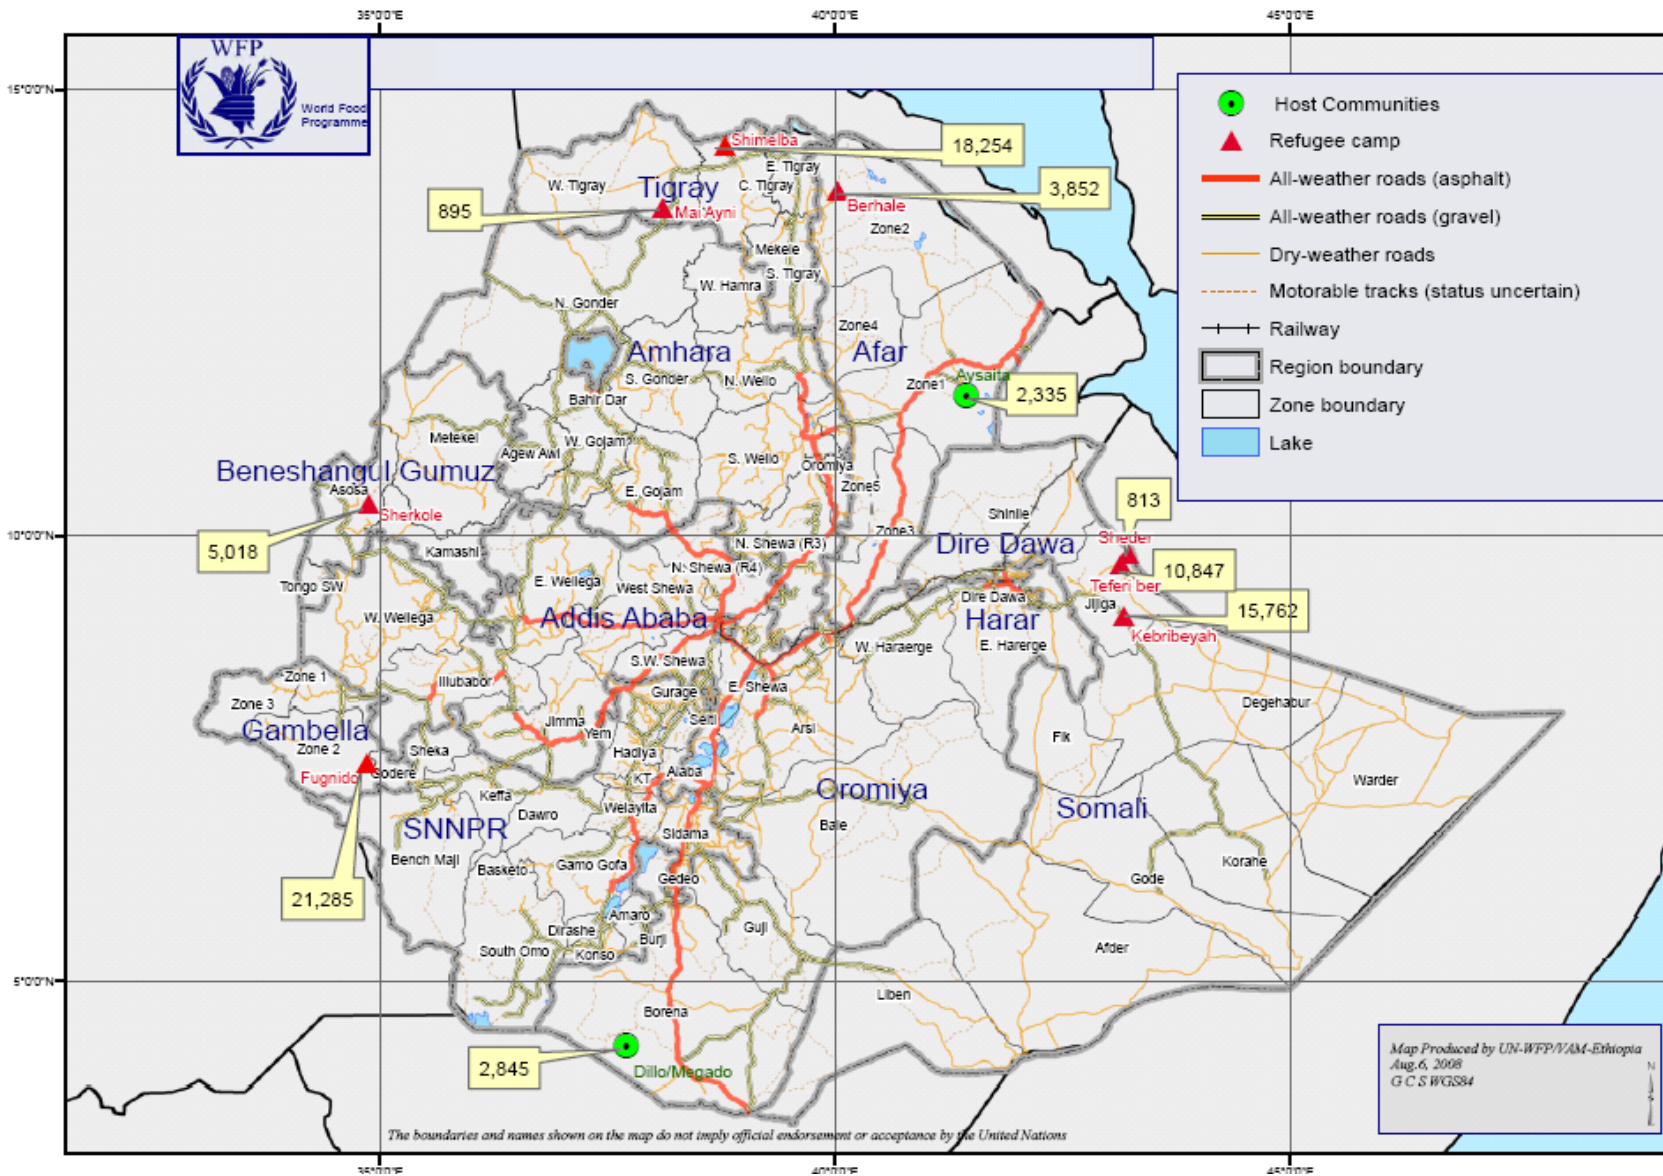 35°0'0"E
40°0'0"E
45°0'0"E
WFP
World Food
Programme
15°0'0"N
Host Communities
Refugee camp
All-weather roads (asphalt)
All-weather roads (gravel)
Dry-weather roads
Motorable tracks (status uncertain)
Railway
Region boundary
Zone boundary
Lake
Shimelba
18,254
E. Tigray
W. Tigray
Tigray
C. Tigray
3,852
895
Mai'Ayni
Berhale
Zone2
Mekele
S. Tigray
W. Hamra
N. Gonder
Zone4
Amhara
Afar
S. Gonder
N. Wello
Zone1
Aysaita
2,335
Bahir Dar
Metekel
W. Gojam
Agew Awi
S. Wello
Oromiya
Beneshangul Gumuz
Asosa
E. Gojam
Zone5
813
Sherkole
Shinile
5,018
10°0'0"N
Zone3
Sheder
Kamashi
N. Shewa (R3)
Dire Dawa
N. Shewa (R4)
10,847
Tongo SW
E. Wellega
West Shewa
Teferi ber
Dire Dawa
Jijiga
15,762
W. Wellega
Addis Ababa
Harar
Kebribeyah
W. Haraerge
E. Harerge
S.W. Shewa
Zone 1
Illubabor
Gurage
E. Shewa
Zone 3
Selti
Degehabur
Gambella
Jimma
Yem
Arsi
Zone 2
Sheka
Hadiya
Fik
Fugnido
Godere
KT
Alaba
Warder
Keffa
Oromiya
Dawro
Welayita
Somali
SNNPR
Sidama
Bale
Bench Maji
Basketo
Gamo Gofa
Korahe
Gedeo
Gode
21,285
Amaro
Dirashe
Burji
Guji
South Omo
Konso
Afder
5°0'0"N
Liben
Borena
2,845
Dillo/Megado
Map Produced by UN-WFP/VAM-Ethiopia
Aug.6, 2008
G C S WGS84
N
The boundaries and names shown on the map do not imply official endorsement or acceptance by the United Nations
35°0'0"E
40°0'0"E
45°0'0"E